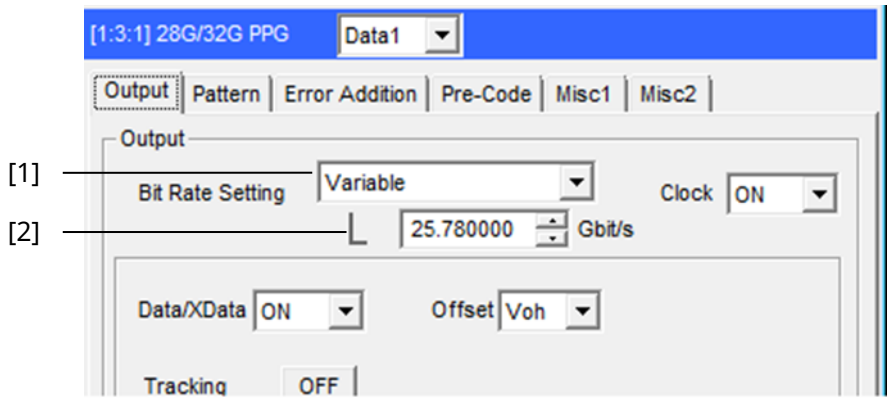 [1:3:1] 28G/32G PPG Data1
Output Pattern Error Addition Pre-Code Misc1 Misc2
Output
[1] Bit Rate Setting Variable Clock ON
[2] 25.780000 Gbit/s
Data/XData ON Offset Voh
Tracking OFF